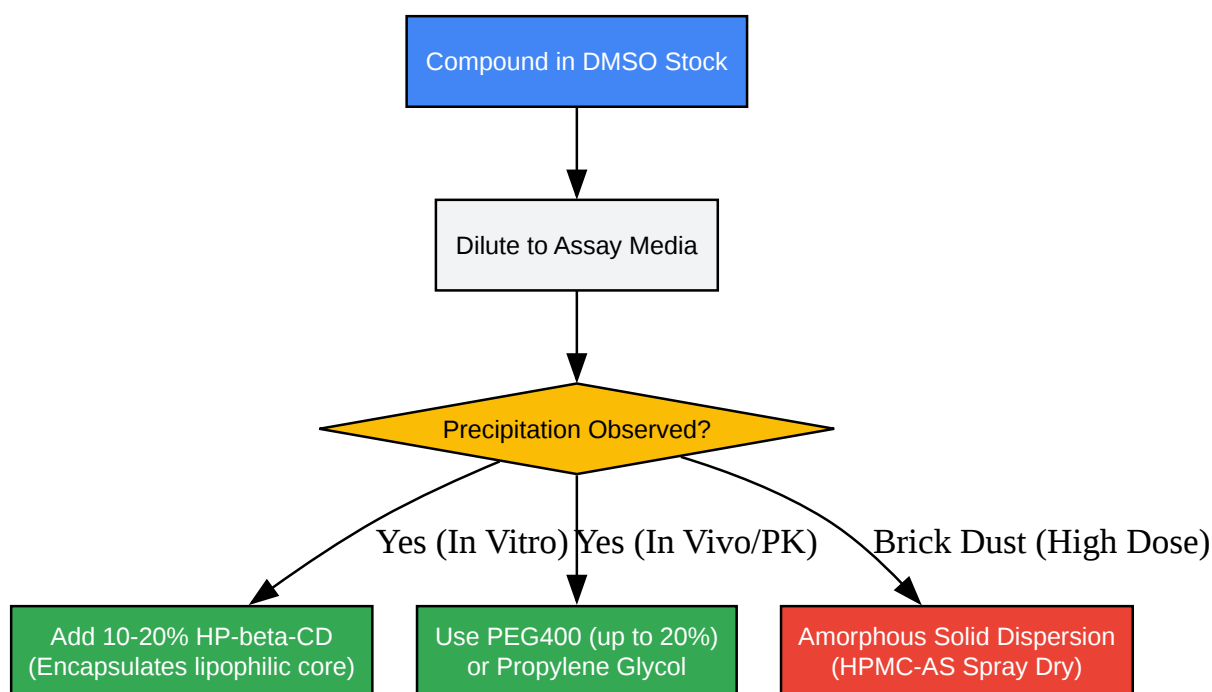 Compound in DMSO Stock
Dilute to Assay Media
Precipitation Observed?
Yes (In Vitro)
Yes (In Vivo/PK)
Brick Dust (High Dose)
Add 10-20% HP-beta-CD
(Encapsulates lipophilic core)
Use PEG400 (up to 20%)
or Propylene Glycol
Amorphous Solid Dispersion
(HPMC-AS Spray Dry)